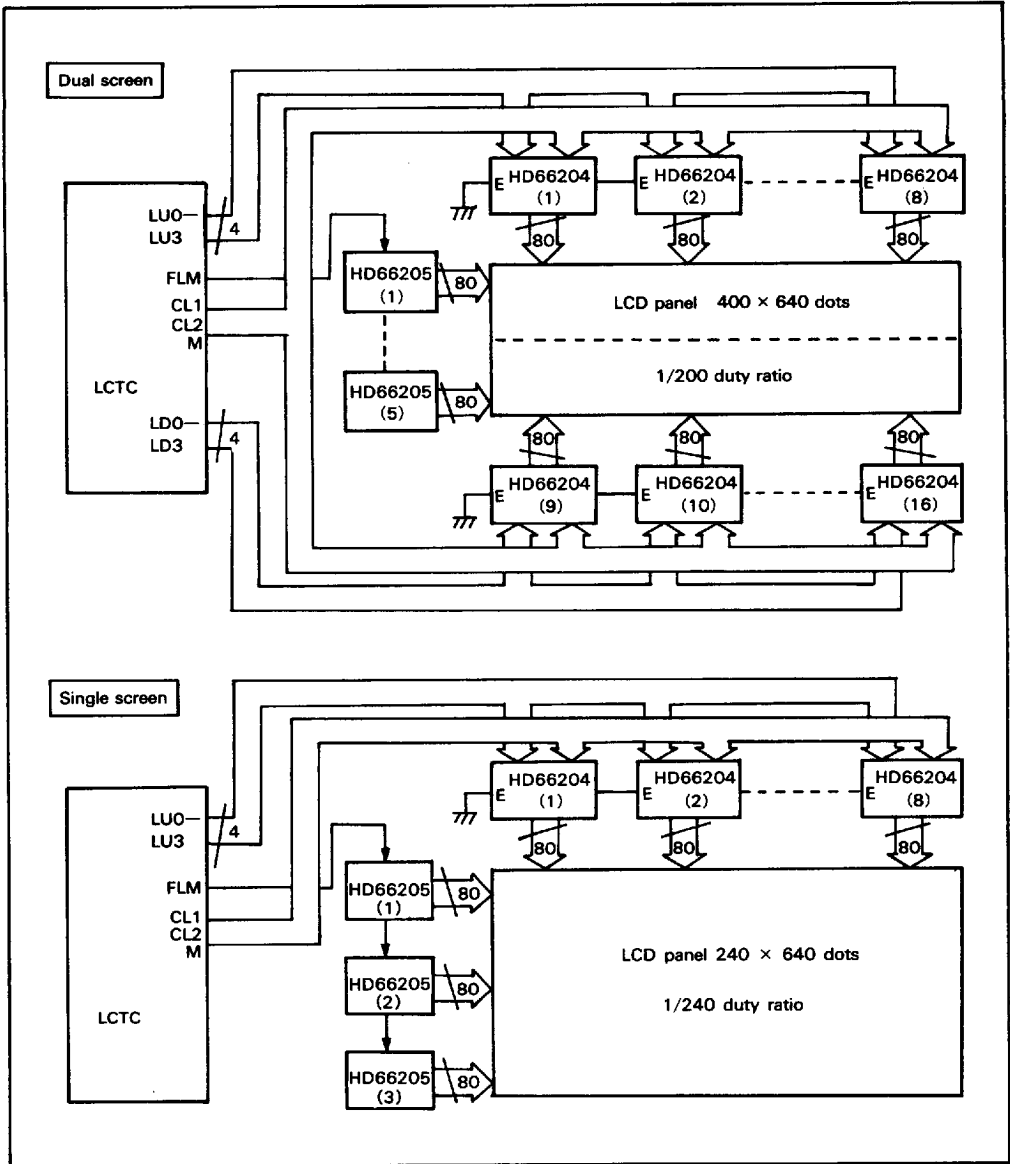 Dual screen
LU0—
LU3
4
FLM
CL1
CL2
M
LCTC
LD0—
LD3
4
E HD66204
(1)
E HD66204
(2)
E HD66204
(8)
80
80
80
HD66205
(1)
80
HD66205
(5)
80
LCD panel 400 × 640 dots
1/200 duty ratio
80
80
80
E HD66204
(9)
E HD66204
(10)
E HD66204
(16)
Single screen
LU0—
LU3
4
FLM
CL1
CL2
M
LCTC
E HD66204
(1)
E HD66204
(2)
E HD66204
(8)
80
80
80
HD66205
(1)
80
HD66205
(2)
80
HD66205
(3)
80
LCD panel 240 × 640 dots
1/240 duty ratio